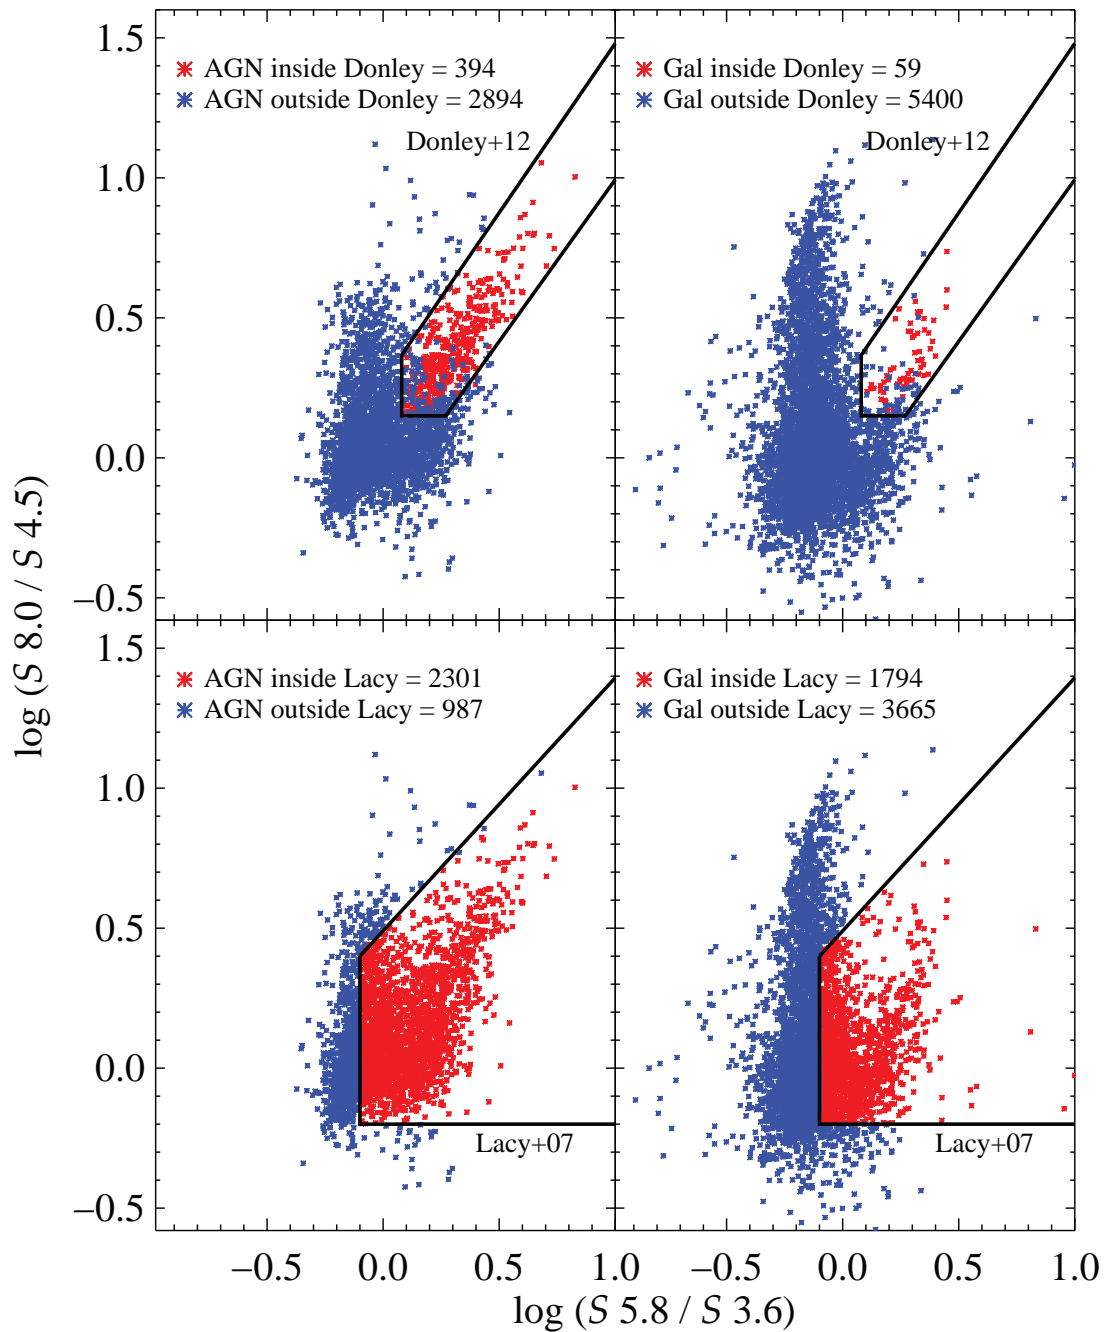 1.5
AGN inside Donley = 394
AGN outside Donley = 2894
Donley+12
1.0
0.5
0.0
−0.5
Gal inside Donley = 59
Gal outside Donley = 5400
Donley+12
1.5
AGN inside Lacy = 2301
AGN outside Lacy = 987
1.0
0.5
0.0
−0.5
Lacy+07
Gal inside Lacy = 1794
Gal outside Lacy = 3665
Lacy+07
log (S 8.0 / S 4.5)
−0.5 0.0 0.5 1.0 −0.5 0.0 0.5 1.0
log (S 5.8 / S 3.6)